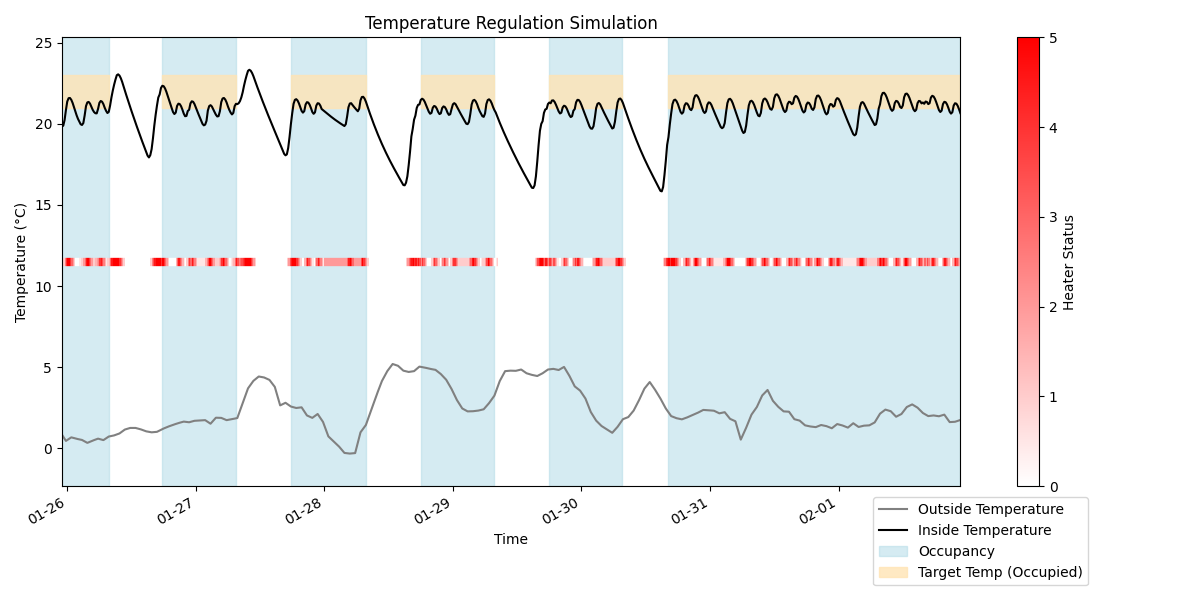 Temperature Regulation Simulation
25
20
15
10
5
0
Temperature (°C)
01-26
01-27
01-28
01-29
01-30
01-31
02-01
Time
5
4
3
2
1
0
Heater Status
Outside Temperature
Inside Temperature
Occupancy
Target Temp (Occupied)